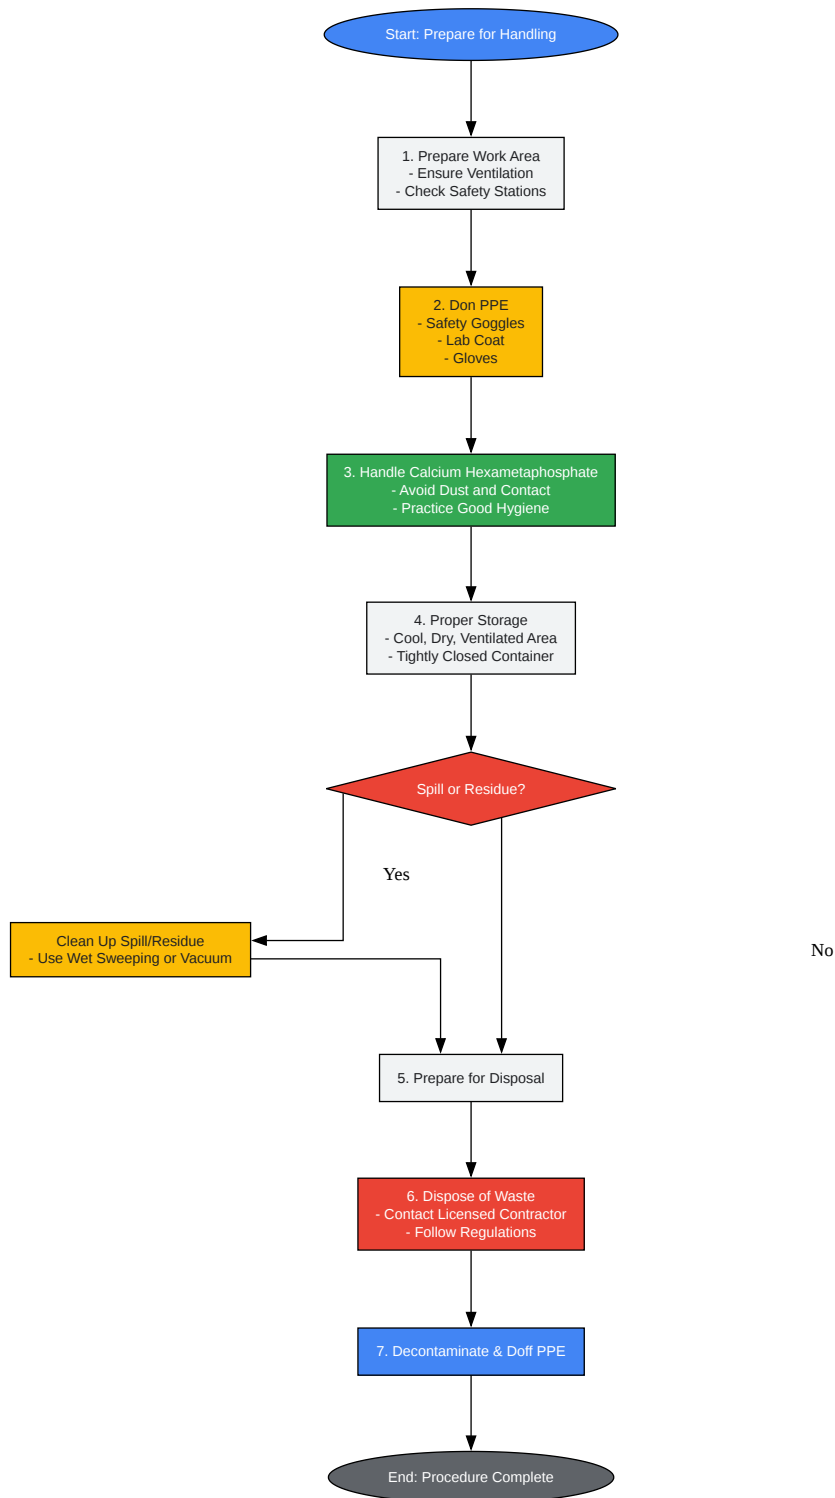 Start: Prepare for Handling
1. Prepare Work Area
- Ensure Ventilation
- Check Safety Stations
2. Don PPE
- Safety Goggles
- Lab Coat
- Gloves
3. Handle Calcium Hexametaphosphate
- Avoid Dust and Contact
- Practice Good Hygiene
4. Proper Storage
- Cool, Dry, Ventilated Area
- Tightly Closed Container
Spill or Residue?
Yes
No
Clean Up Spill/Residue
- Use Wet Sweeping or Vacuum
5. Prepare for Disposal
6. Dispose of Waste
- Contact Licensed Contractor
- Follow Regulations
7. Decontaminate & Doff PPE
End: Procedure Complete